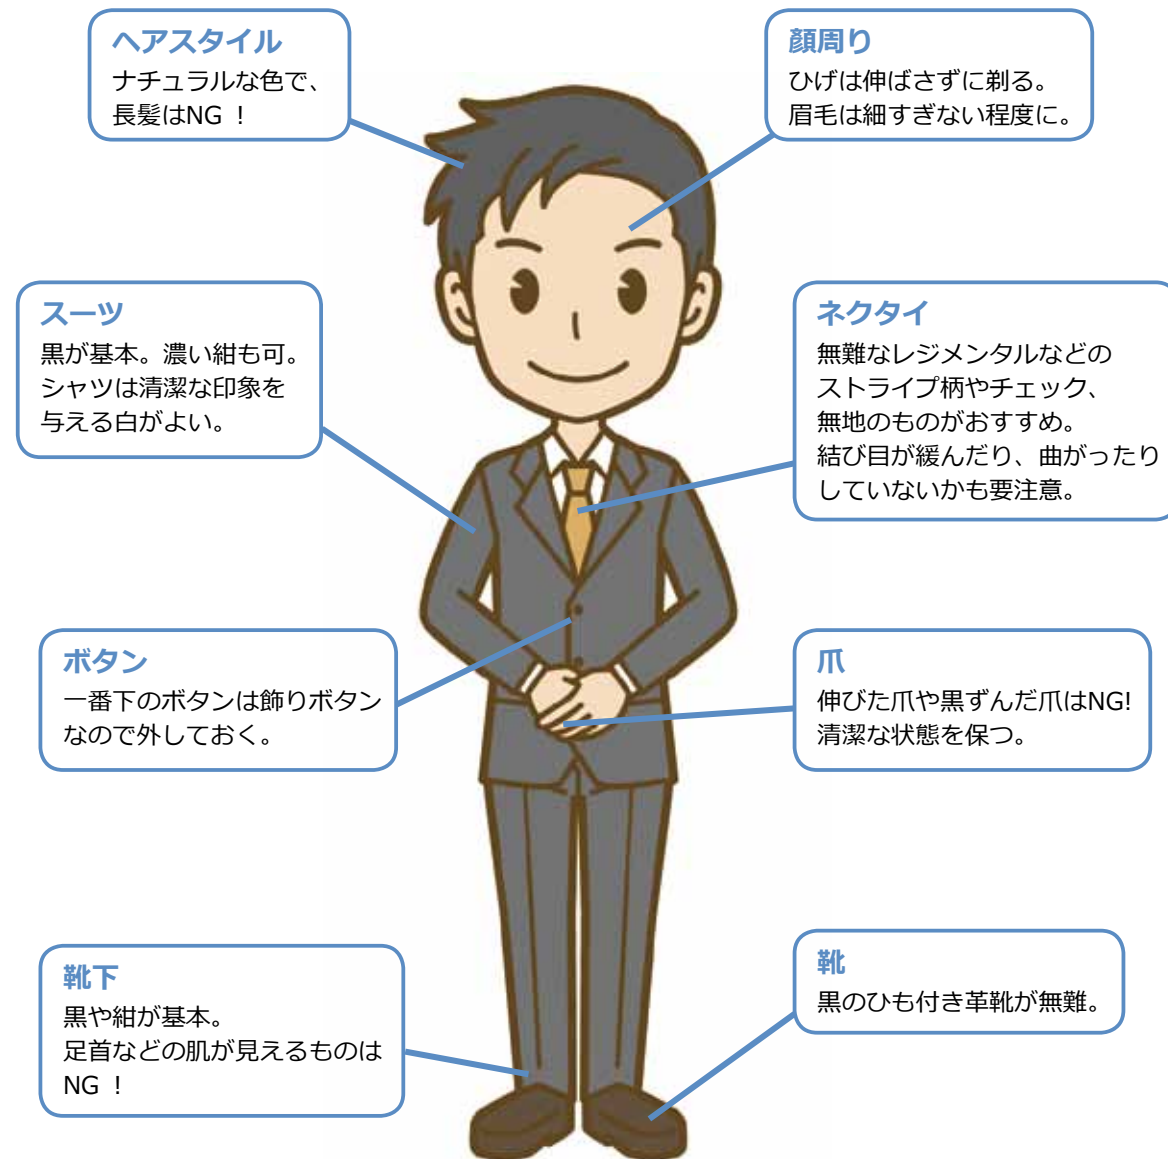 ヘアスタイル
ナチュラルな色で、
長髪はNG ！
顔周り
ひげは伸ばさずに剃る。
眉毛は細すぎない程度に。
スーツ
黒が基本。濃い紺も可。
シャツは清潔な印象を
与える白がよい。
ネクタイ
無難なレジメンタルなどの
ストライプ柄やチェック、
無地のものがおすすめ。
結び目が緩んだり、曲がったり
していないかも要注意。
ボタン
一番下のボタンは飾りボタン
なので外しておく。
爪
伸びた爪や黒ずんだ爪はNG!
清潔な状態を保つ。
靴下
黒や紺が基本。
足首などの肌が見えるものは
NG ！
靴
黒のひも付き革靴が無難。